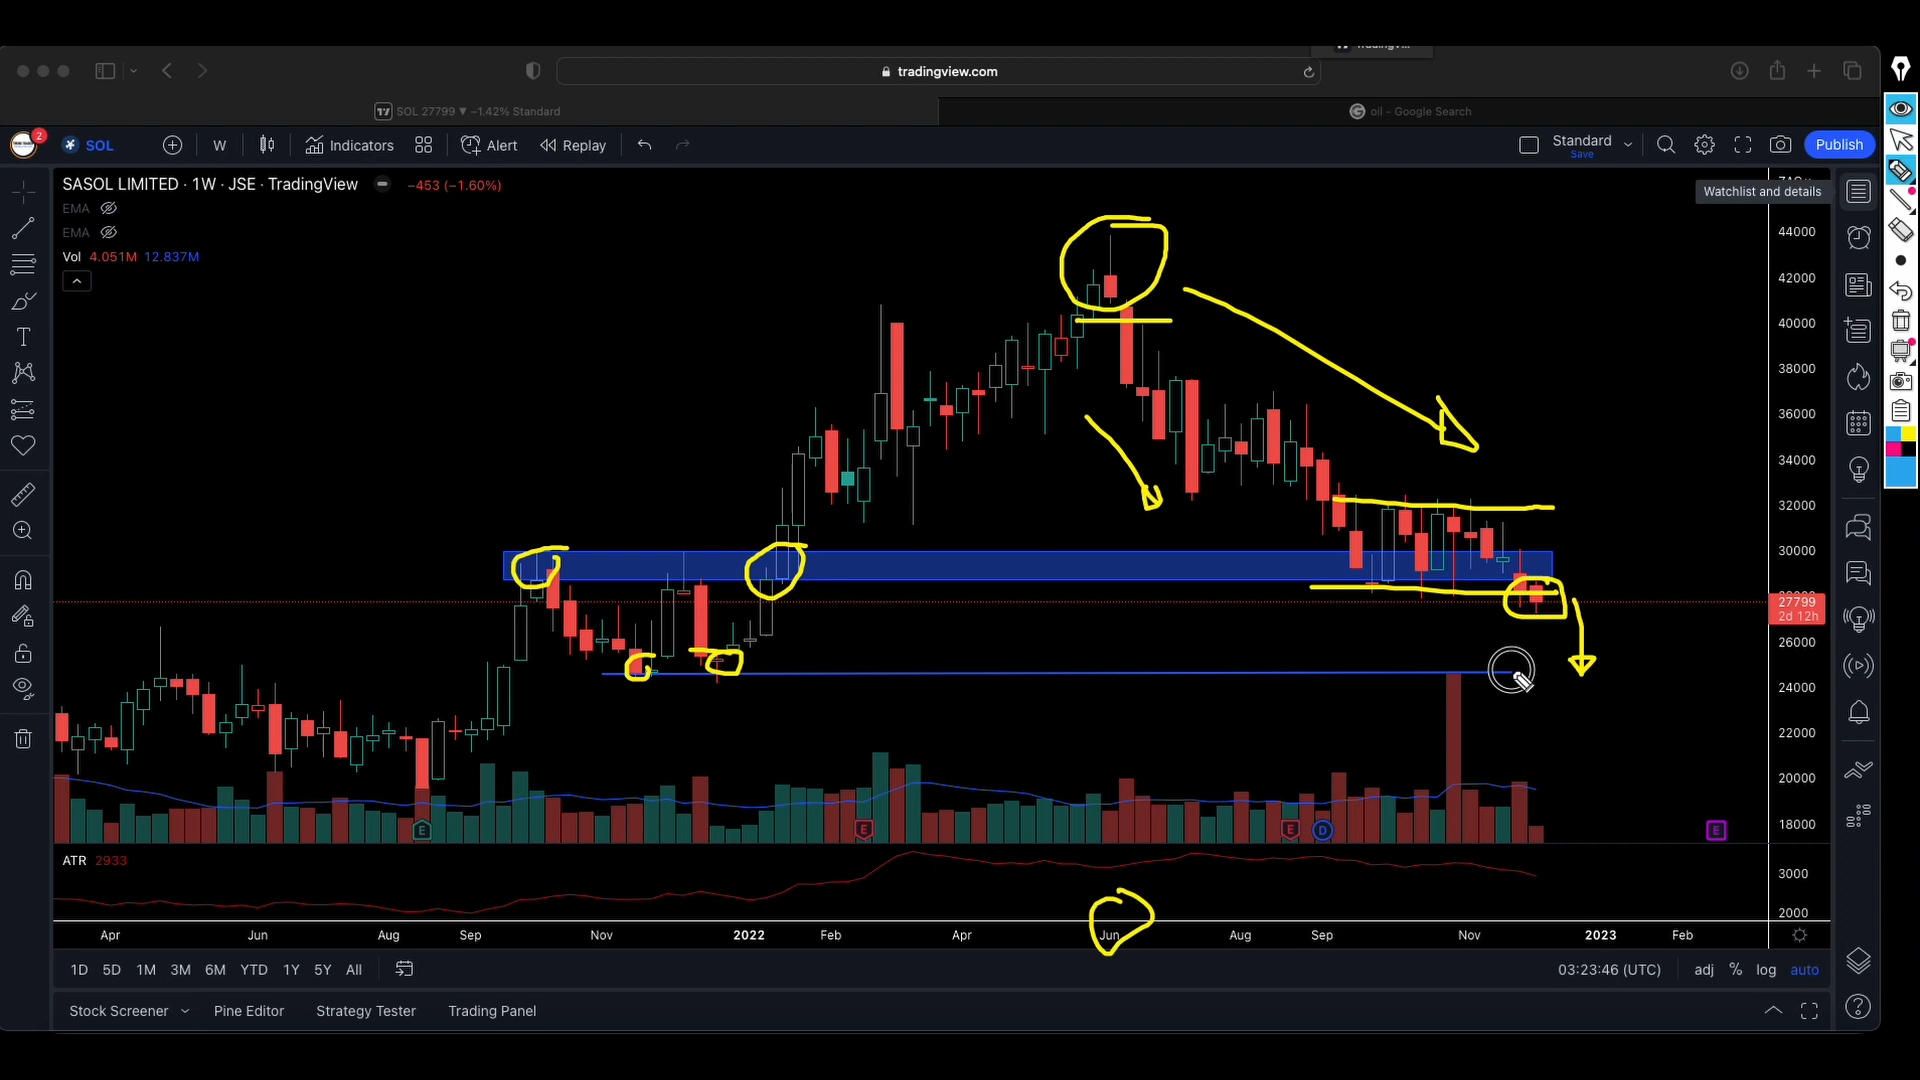 tradingview.com
SOL 27799 ▼ −1.42% Standard
oil - Google Search
2
SOL
W
Indicators
Alert
Replay
Standard
Save
Publish
SASOL LIMITED · 1W · JSE · TradingView
−453 (−1.60%)
Watchlist and details
EMA
EMA
Vol 4.051M 12.837M
44000
42000
40000
38000
36000
34000
32000
30000
27799
2d 12h
26000
24000
22000
20000
18000
E
E
E
D
E
ATR 2933
3000
2000
Apr
Jun
Aug
Sep
Nov
2022
Feb
Apr
Jun
Aug
Sep
Nov
2023
Feb
1D 5D 1M 3M 6M YTD 1Y 5Y All
03:23:46 (UTC)
adj % log auto
Stock Screener
Pine Editor
Strategy Tester
Trading Panel